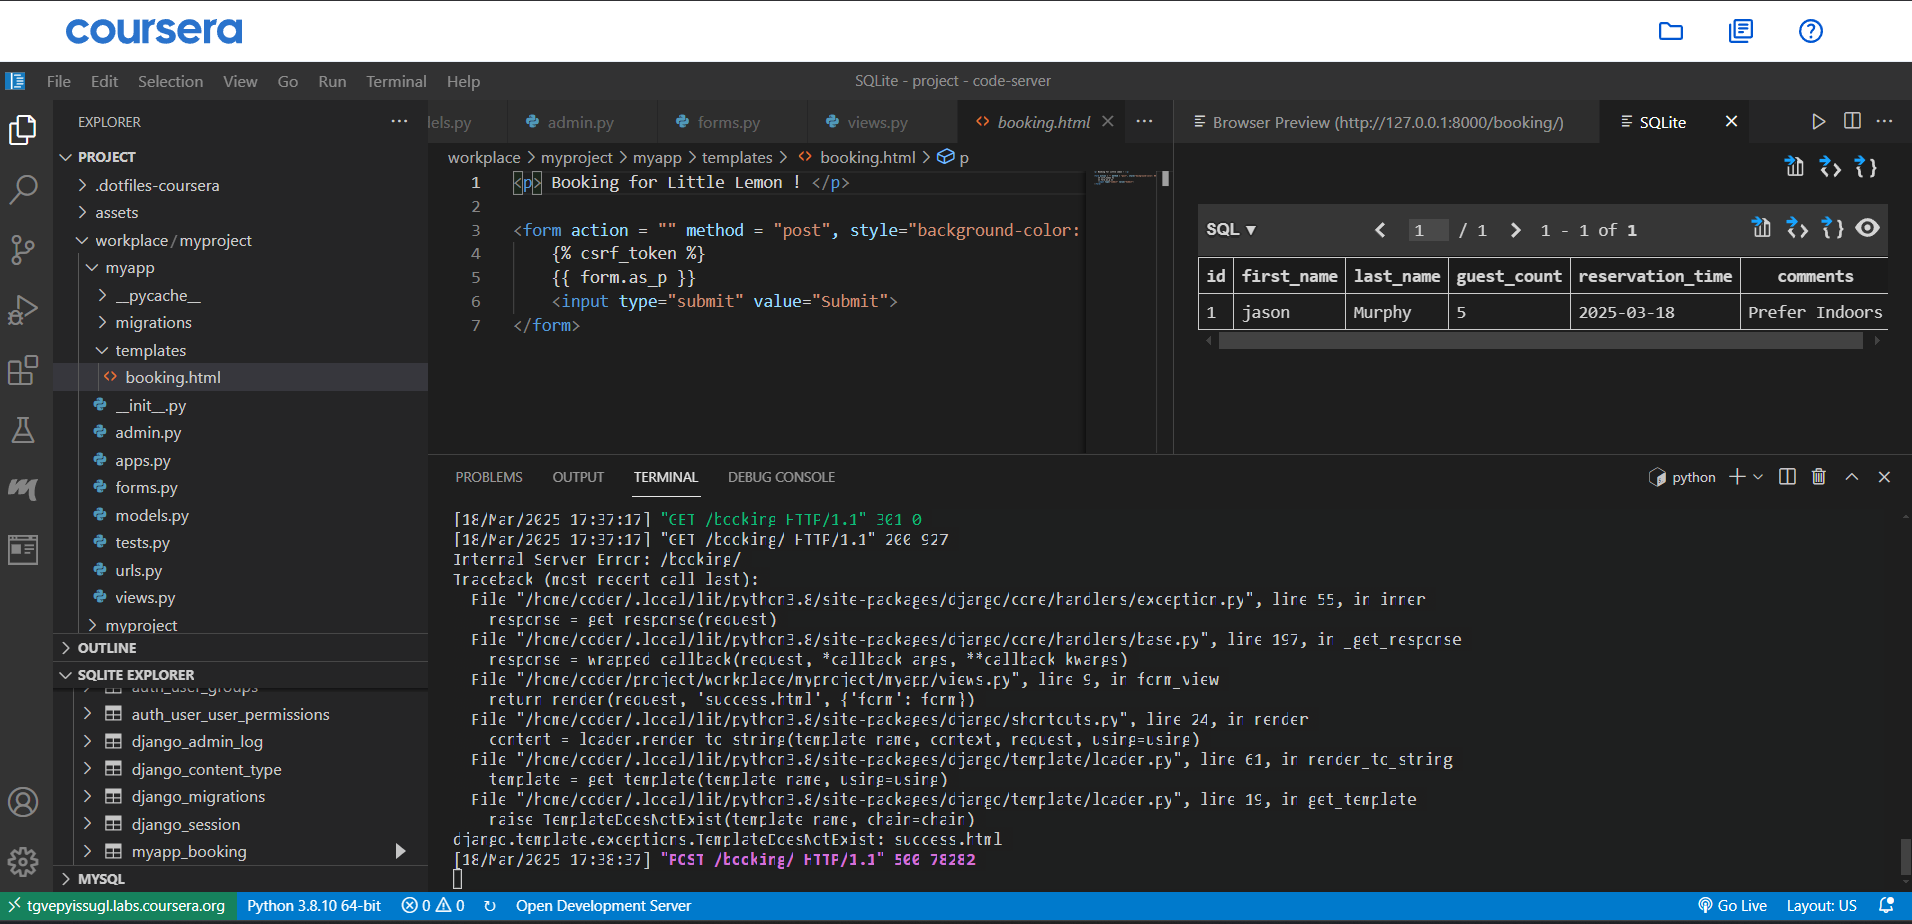 coursera
File Edit Selection View Go Run Terminal Help
SQLite - project - code-server
EXPLORER
PROJECT
.dotfiles-coursera
assets
workplace/myproject
myapp
__pycache__
migrations
templates
booking.html
__init__.py
admin.py
apps.py
forms.py
models.py
tests.py
urls.py
views.py
myproject
OUTLINE
SQLITE EXPLORER
auth_user_groups
auth_user_user_permissions
django_admin_log
django_content_type
django_migrations
django_session
myapp_booking
MYSQL
lels.py admin.py forms.py views.py booking.html
workplace > myproject > myapp > templates > booking.html > p
1 <p> Booking for Little Lemon ! </p>
2
3 <form action = "" method = "post", style="background-color:
4 {% csrf_token %}
5 {{ form.as_p }}
6 <input type="submit" value="Submit">
7 </form>
Browser Preview (http://127.0.0.1:8000/booking/) SQLite
SQL ▼ < 1 / 1 > 1 - 1 of 1
id first_name last_name guest_count reservation_time comments
1 jason Murphy 5 2025-03-18 Prefer Indoors
PROBLEMS OUTPUT TERMINAL DEBUG CONSOLE
python
[18/Mar/2025 17:37:17] "GET /booking HTTP/1.1" 301 0
[18/Mar/2025 17:37:17] "GET /booking/ HTTP/1.1" 200 927
Internal Server Error: /booking/
Traceback (most recent call last):
File "/home/coder/.local/lib/python3.8/site-packages/django/core/handlers/exception.py", line 55, in inner
response = get_response(request)
File "/home/coder/.local/lib/python3.8/site-packages/django/core/handlers/base.py", line 197, in _get_response
response = wrapped_callback(request, *callback_args, **callback_kwargs)
File "/home/coder/project/workplace/myproject/myapp/views.py", line 9, in form_view
return render(request, 'success.html', {'form': form})
File "/home/coder/.local/lib/python3.8/site-packages/django/shortcuts.py", line 24, in render
content = loader.render_to_string(template_name, context, request, using=using)
File "/home/coder/.local/lib/python3.8/site-packages/django/template/loader.py", line 61, in render_to_string
template = get_template(template_name, using=using)
File "/home/coder/.local/lib/python3.8/site-packages/django/template/loader.py", line 19, in get_template
raise TemplateDoesNotExist(template_name, chain=chain)
django.template.exceptions.TemplateDoesNotExist: success.html
[18/Mar/2025 17:38:37] "POST /booking/ HTTP/1.1" 500 78282
tgvepyissugl.labs.coursera.org Python 3.8.10 64-bit 0 0 Open Development Server Go Live Layout: US